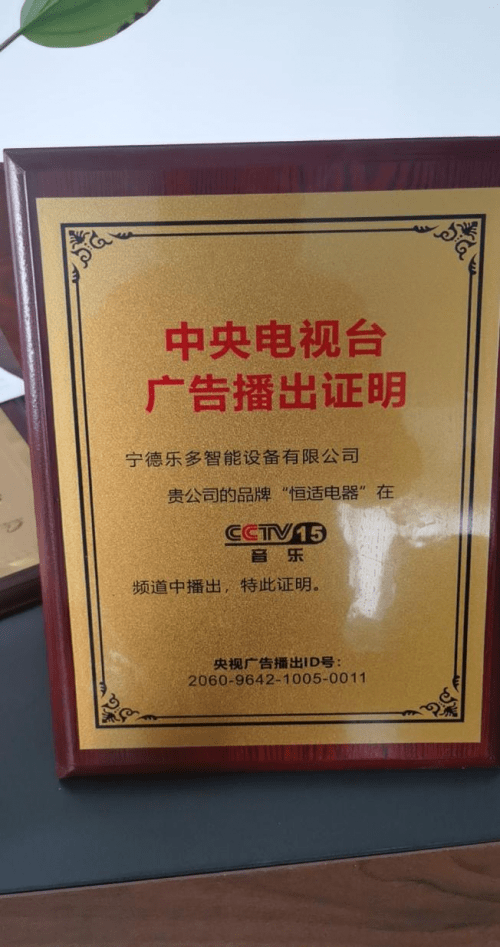 中央电视台
广告播出证明
宁德乐多智能设备有限公司
贵公司的品牌“恒适电器”在
CCTV 15
音乐
频道中播出，特此证明。
央视广告播出ID号：
2060-9642-1005-0011